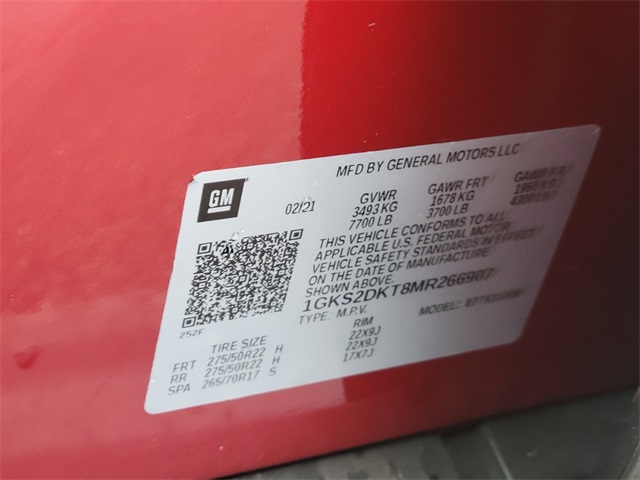 MFD BY GENERAL MOTORS LLC
GM
02/21
GVWR GAWR FRT GAWR RR
3493 KG 1678 KG
7700 LB 3700 LB
THIS VEHICLE CONFORMS TO ALL
APPLICABLE U.S. FEDERAL MOTOR
VEHICLE SAFETY STANDARDS IN EFFECT
ON THE DATE OF MANUFACTURE
SHOWN ABOVE.
1GKS2DKT8MR266907
TYPE: M.P.V. MODEL:
252F
TIRE SIZE RIM
FRT 275/50R22 H 22X9J
RR 275/50R22 H 22X9J
SPA 265/70R17 S 17X7J